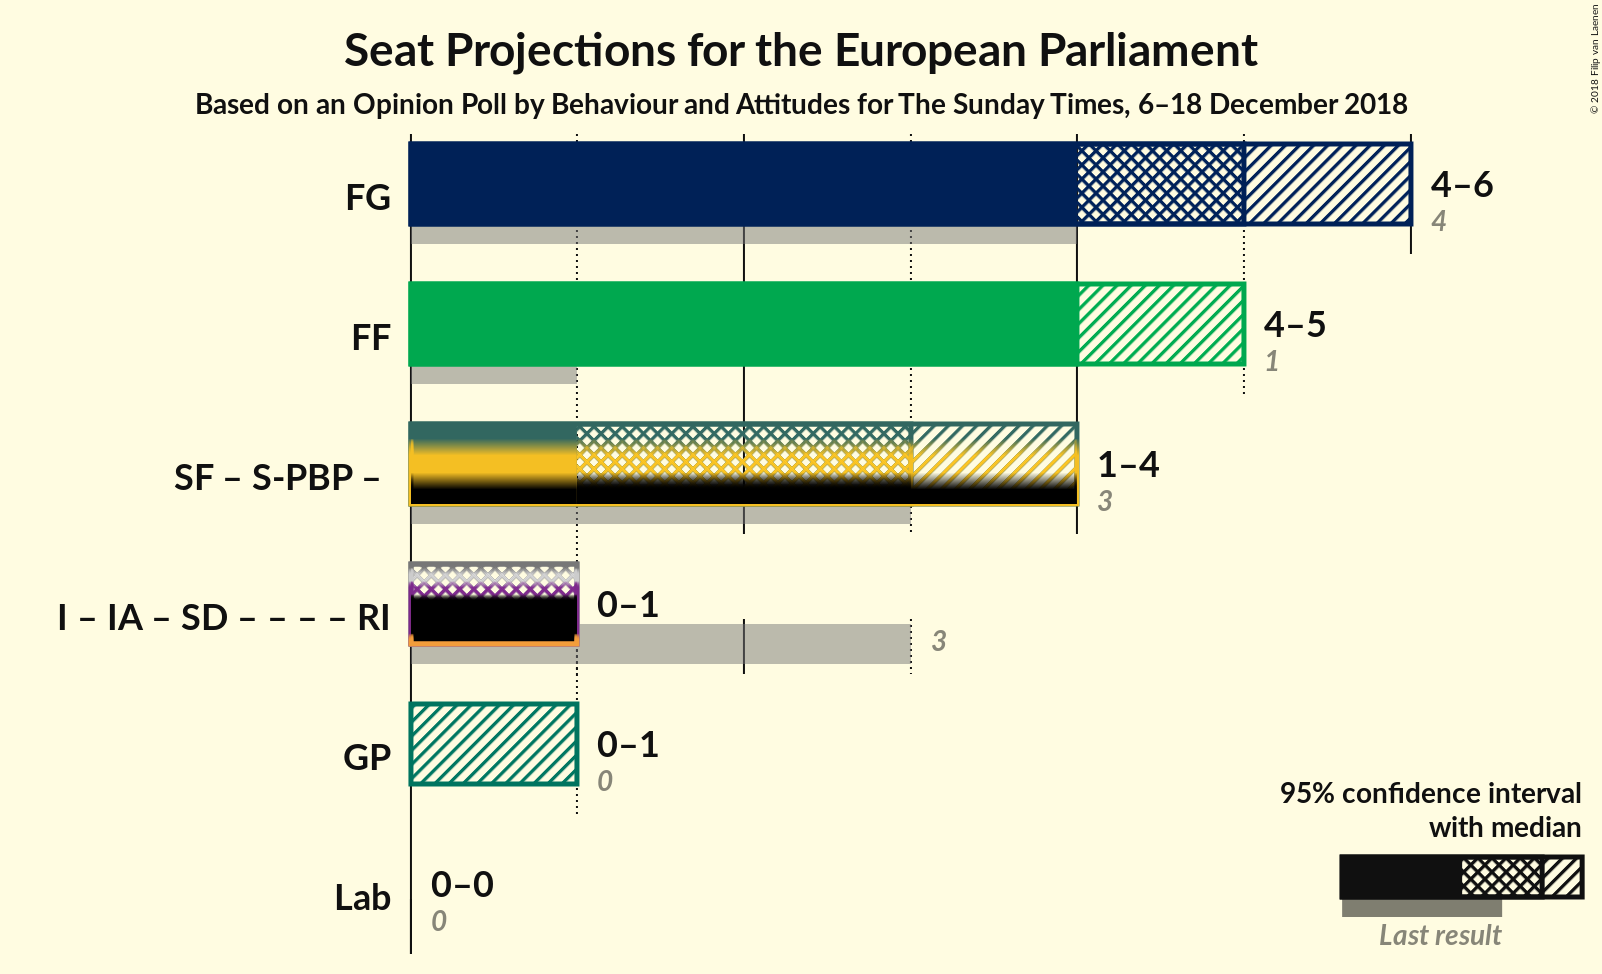 Seat Projections for the European Parliament
Based on an Opinion Poll by Behaviour and Attitudes for The Sunday Times, 6–18 December 2018
© 2018 Filip van Laenen
FG
4–6
4
FF
4–5
1
SF – S-PBP –
1–4
3
I – IA – SD – – – – RI
0–1
3
GP
0–1
0
Lab
0–0
0
95% confidence interval
with median
Last result